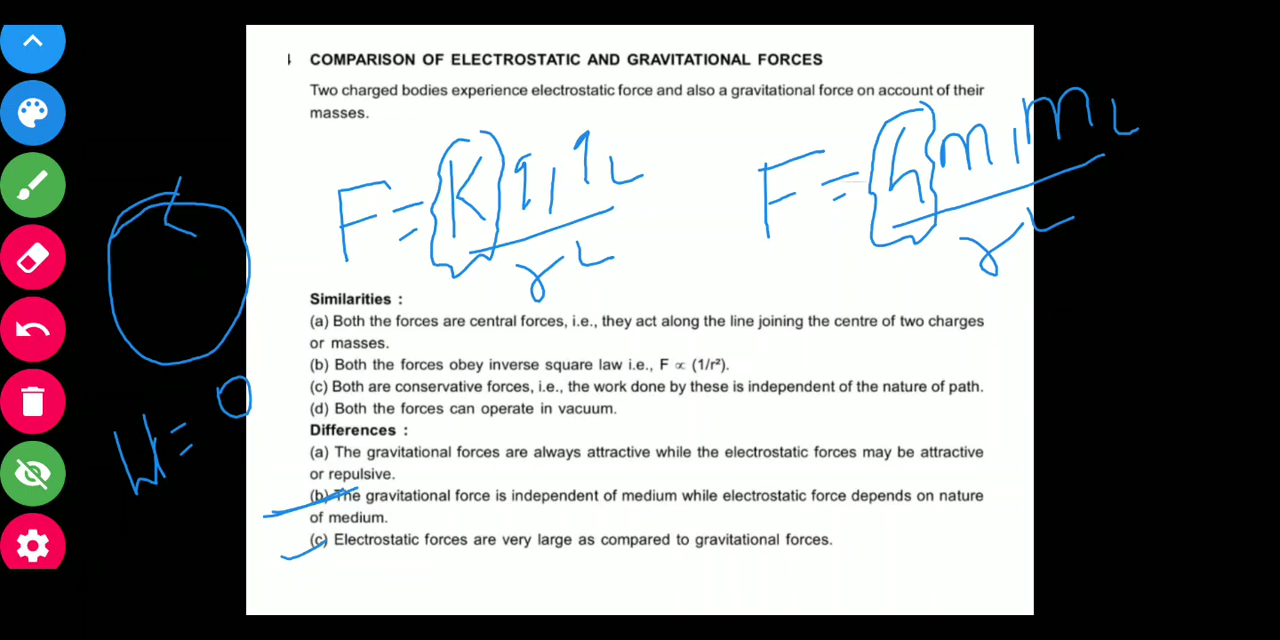 COMPARISON OF ELECTROSTATIC AND GRAVITATIONAL FORCES
Two charged bodies experience electrostatic force and also a gravitational force on account of their
masses.
F = {K} q1 q2 / r2
F = {G} m1 m2 / r2
Similarities :
(a) Both the forces are central forces, i.e., they act along the line joining the centre of two charges
or masses.
(b) Both the forces obey inverse square law i.e., F ∝ (1/r²).
(c) Both are conservative forces, i.e., the work done by these is independent of the nature of path.
(d) Both the forces can operate in vacuum.
W = 0
Differences :
(a) The gravitational forces are always attractive while the electrostatic forces may be attractive
or repulsive.
(b) The gravitational force is independent of medium while electrostatic force depends on nature
of medium.
(c) Electrostatic forces are very large as compared to gravitational forces.